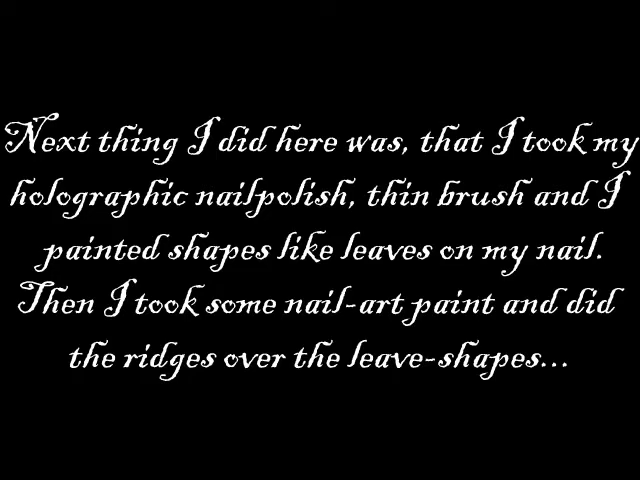 Next thing I did here was, that I took my
holographic nailpolish, thin brush and I
painted shapes like leaves on my nail.
Then I took some nail-art paint and did
the ridges over the leave-shapes...